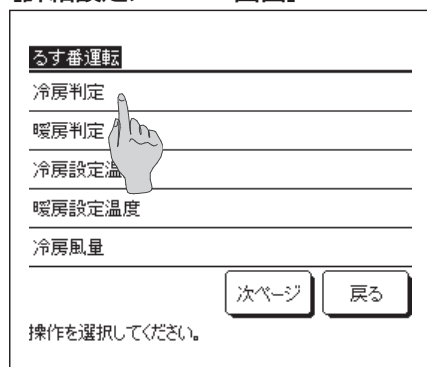 るす番運転
冷房判定
暖房判定
冷房設定温
暖房設定温度
冷房風量
次ページ 戻る
操作を選択してください。